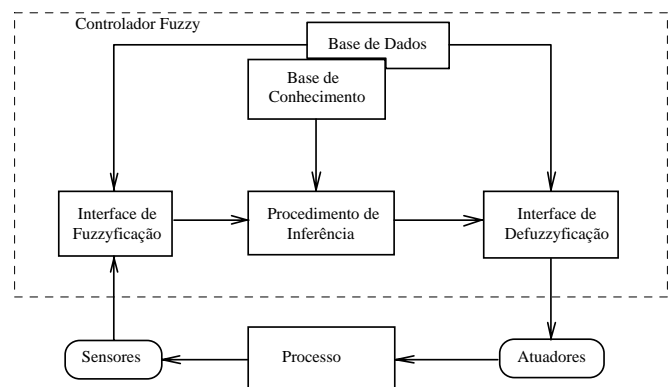 Controlador Fuzzy
Base de Dados
Base de
Conhecimento
Interface de
Fuzzyficação
Procedimento de
Inferência
Interface de
Defuzzyficação
Sensores
Processo
Atuadores